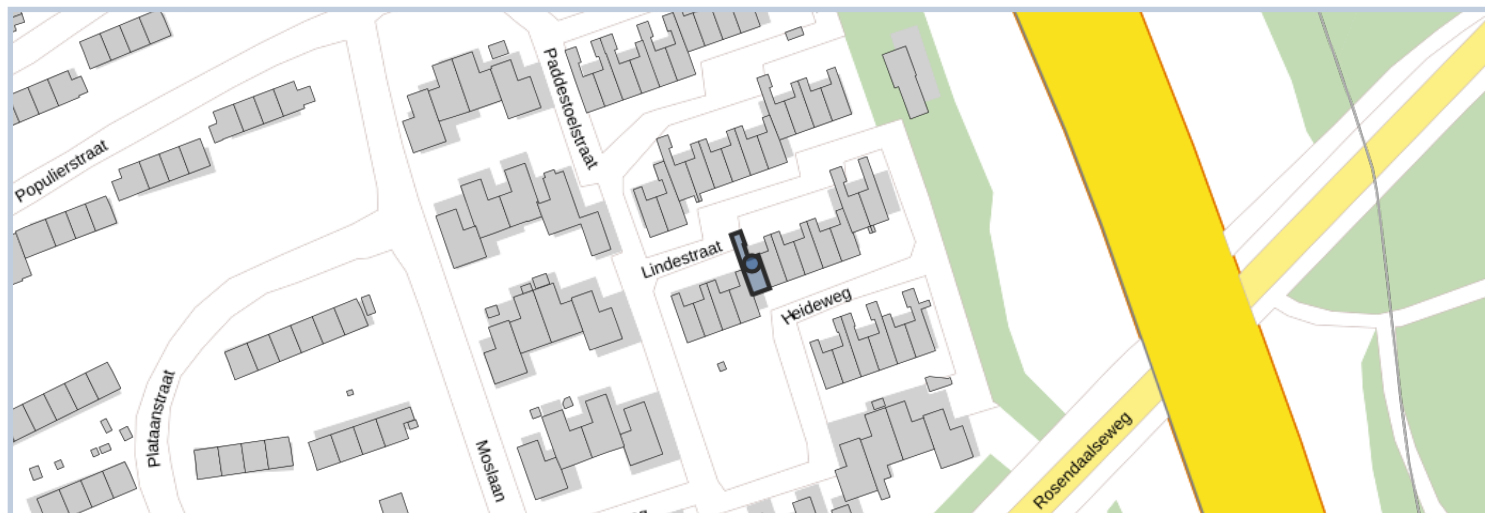 Paddestoelstraat
Populierstraat
Lindestraat
Heideweg
Plataanstraat
Moslaan
Rosendaalseweg